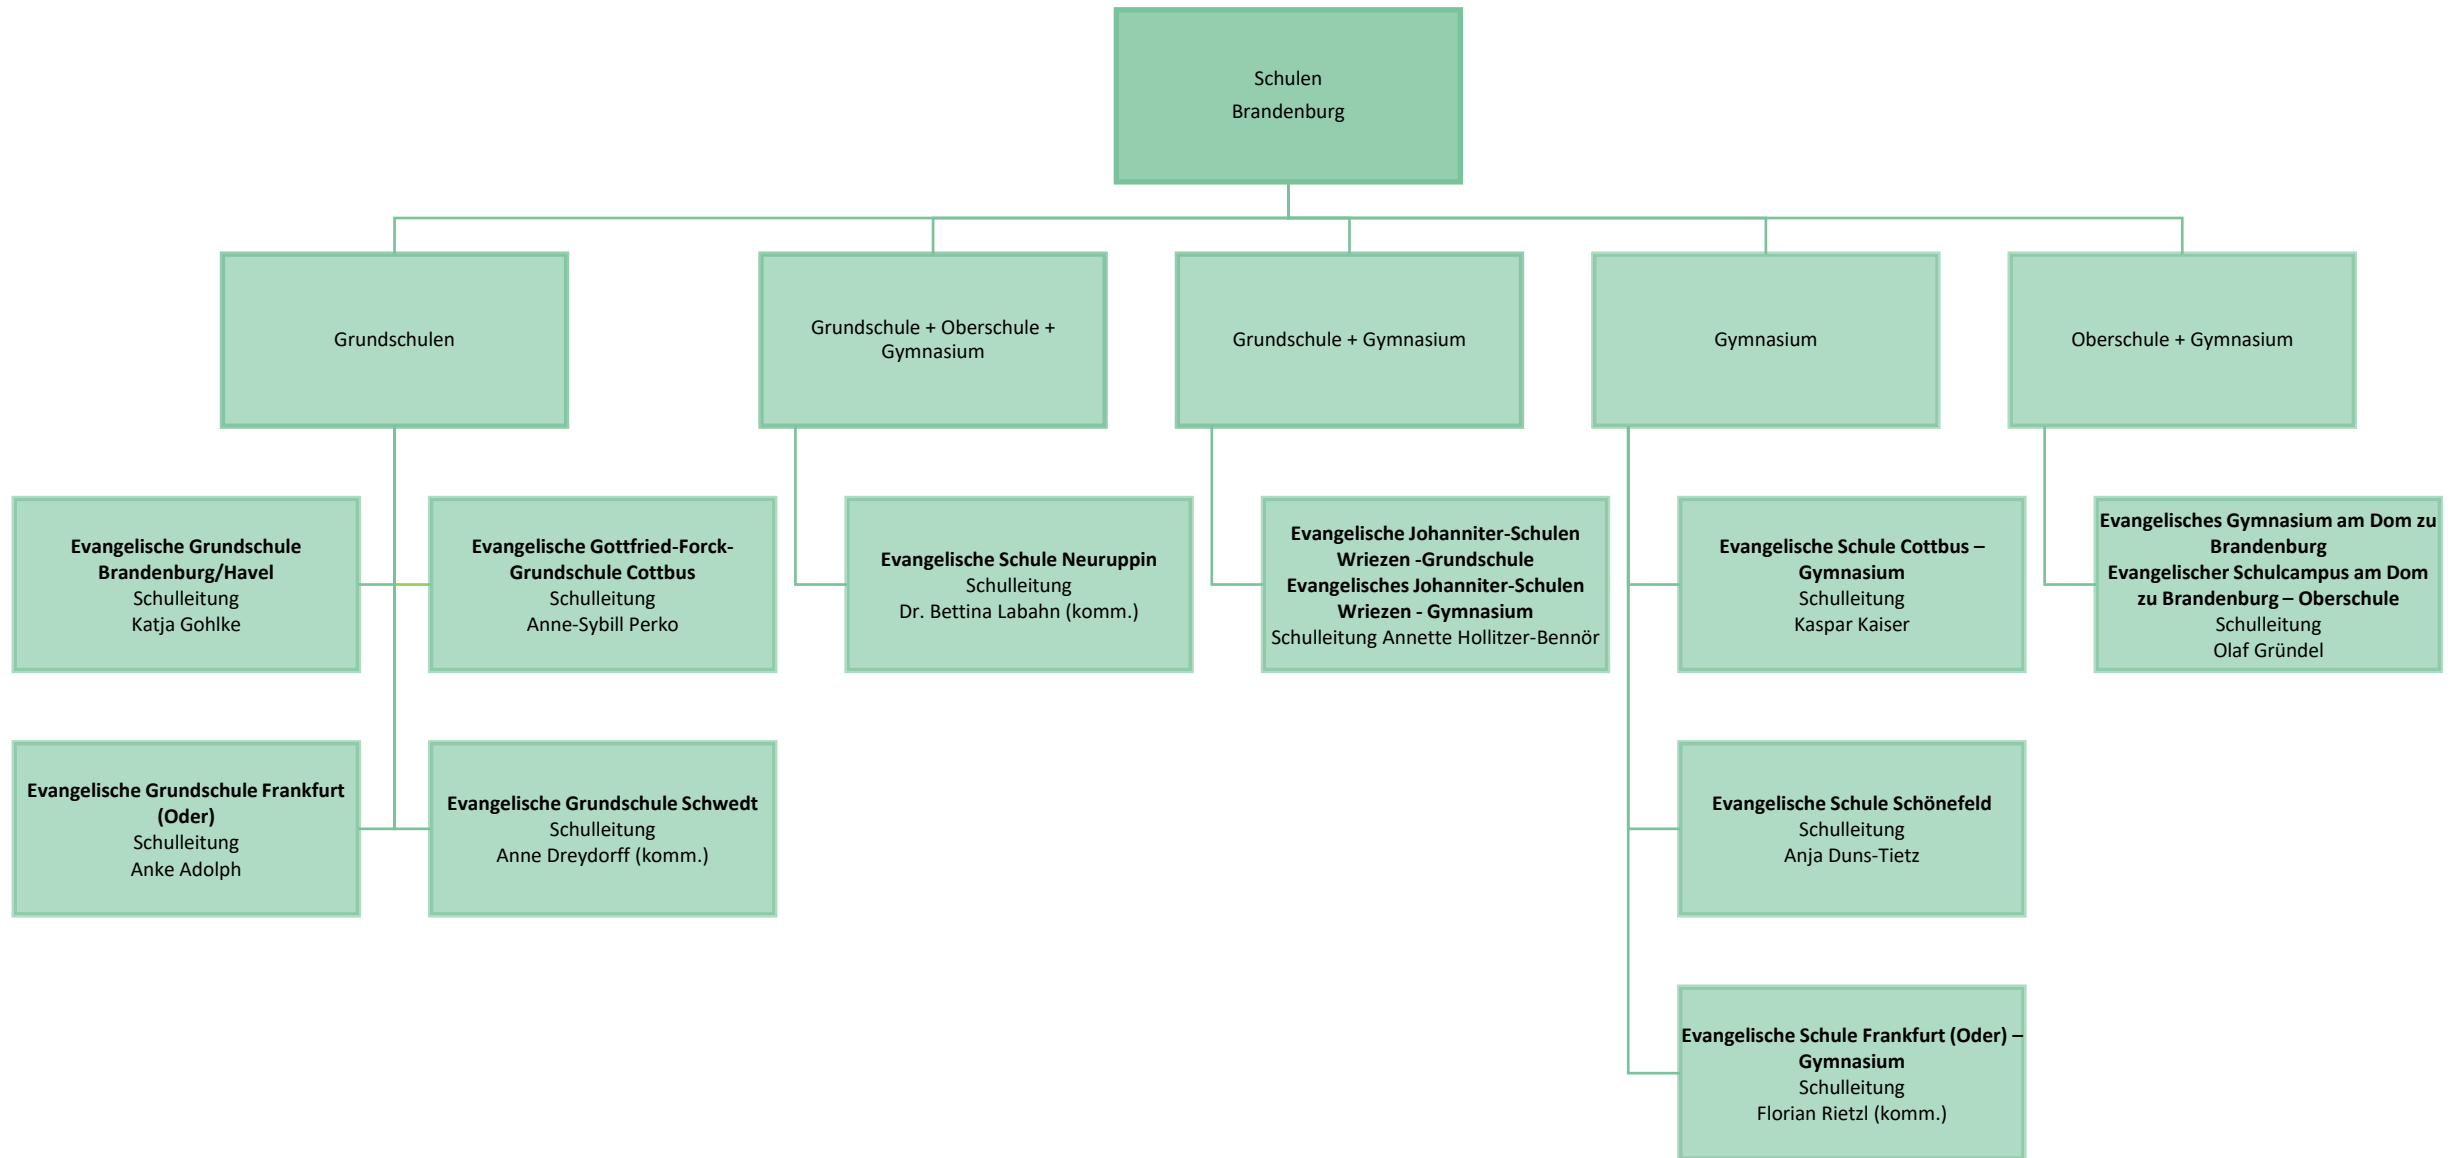 Schulen
Brandenburg
Grundschulen
Grundschule + Oberschule +
Gymnasium
Grundschule + Gymnasium
Gymnasium
Oberschule + Gymnasium
Evangelische Grundschule
Brandenburg/Havel
Schulleitung
Katja Gohlke
Evangelische Gottfried-Forck-
Grundschule Cottbus
Schulleitung
Anne-Sybill Perko
Evangelische Schule Neuruppin
Schulleitung
Dr. Bettina Labahn (komm.)
Evangelische Johanniter-Schulen
Wriezen -Grundschule
Evangelisches Johanniter-Schulen
Wriezen - Gymnasium
Schulleitung Annette Hollitzer-Bennör
Evangelische Schule Cottbus –
Gymnasium
Schulleitung
Kaspar Kaiser
Evangelisches Gymnasium am Dom zu
Brandenburg
Evangelischer Schulcampus am Dom
zu Brandenburg – Oberschule
Schulleitung
Olaf Gründel
Evangelische Grundschule Frankfurt
(Oder)
Schulleitung
Anke Adolph
Evangelische Grundschule Schwedt
Schulleitung
Anne Dreydorff (komm.)
Evangelische Schule Schönefeld
Schulleitung
Anja Duns-Tietz
Evangelische Schule Frankfurt (Oder) –
Gymnasium
Schulleitung
Florian Rietzl (komm.)